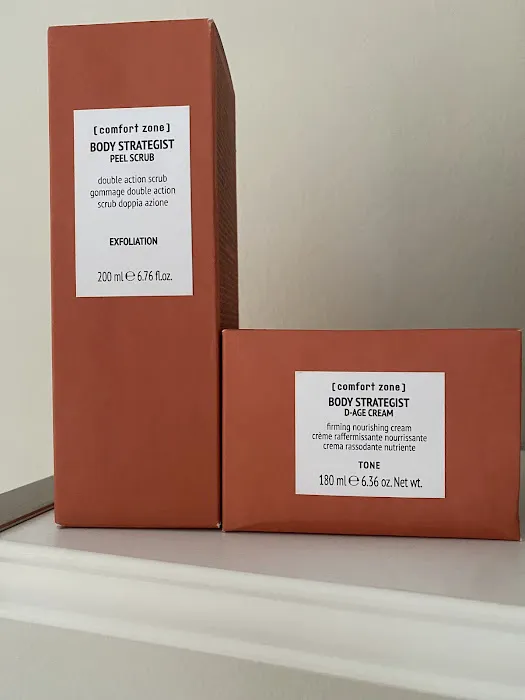 [comfort zone]
BODY STRATEGIST
PEEL SCRUB
double action scrub
gommage double action
scrub doppia azione
EXFOLIATION
200 ml ℮ 6.76 fl.oz.
[comfort zone]
BODY STRATEGIST
D-AGE CREAM
firming nourishing cream
crème raffermissante nourrissante
crema rassodante nutriente
TONE
180 ml ℮ 6.36 oz. Net wt.